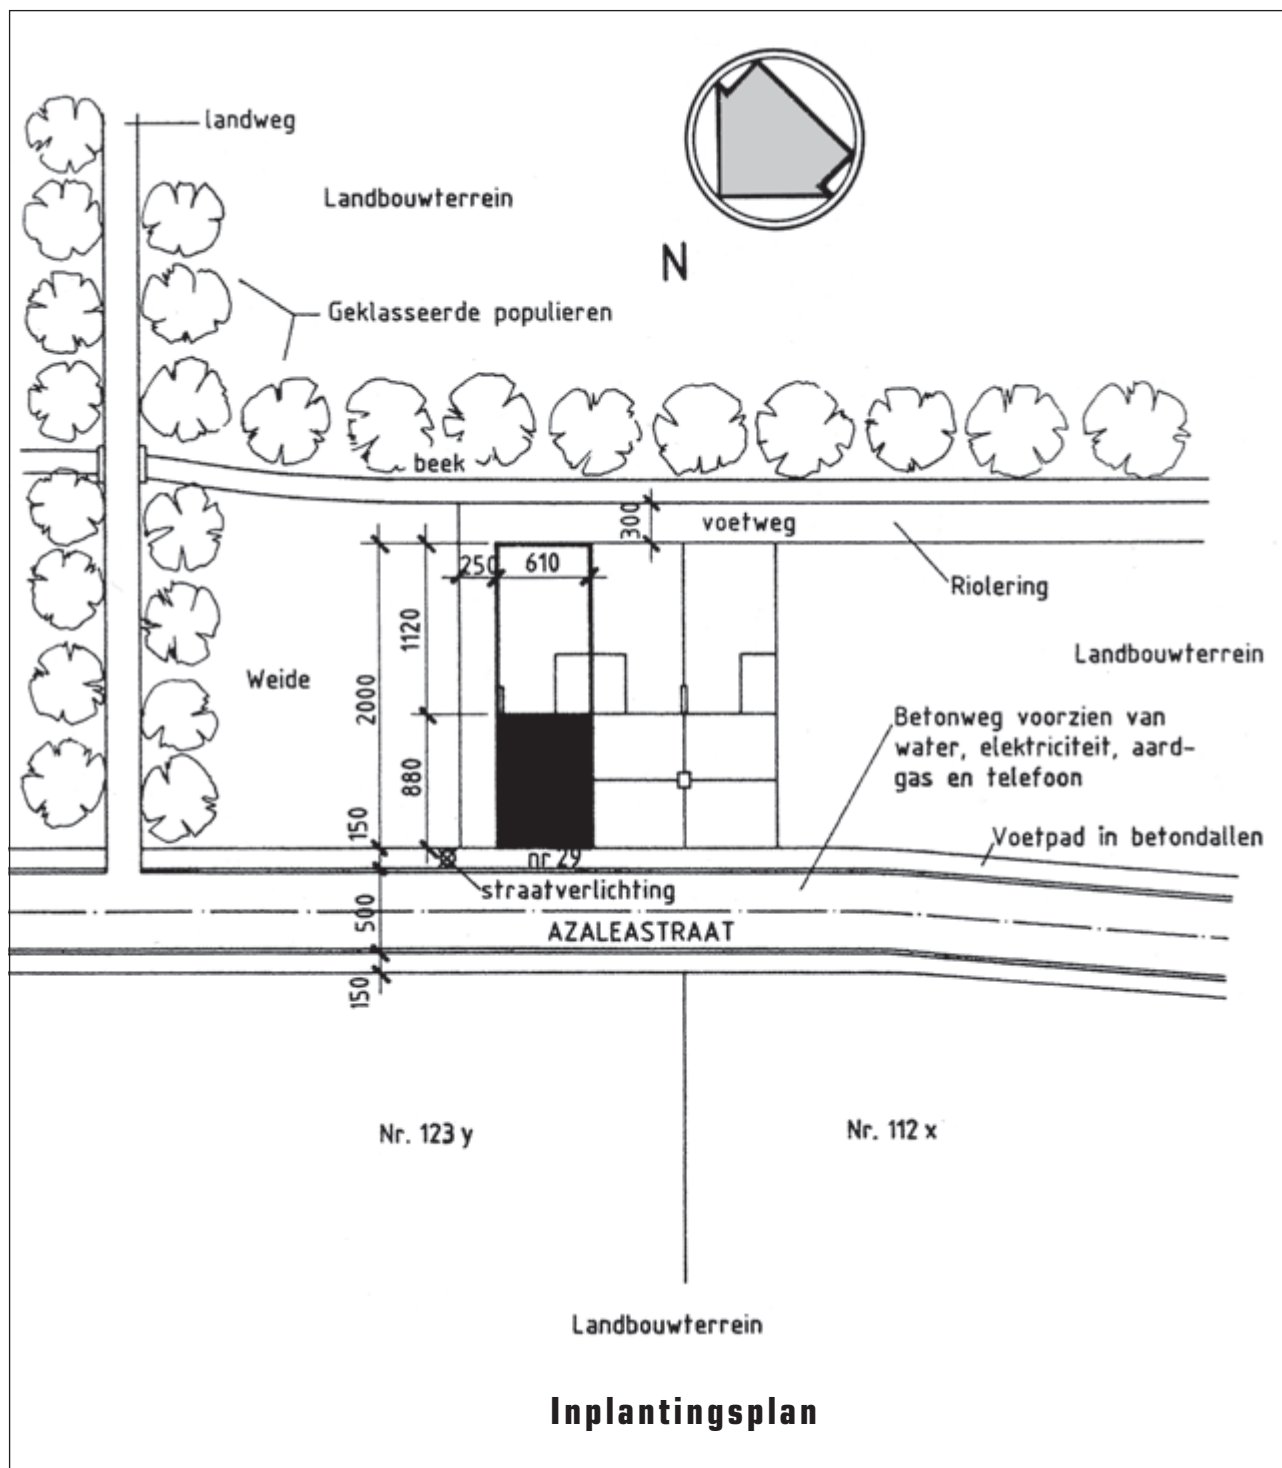 landweg
Landbouwterrein
N
Geklasseerde populieren
beek
300
voetweg
250
610
Riolering
1120
Landbouwterrein
Weide
2000
Betonweg voorzien van
water, elektriciteit, aard-
gas en telefoon
880
150
Voetpad in betondallen
nr 29
straatverlichting
500
AZALEASTRAAT
150
Nr. 123 y
Nr. 112 x
Landbouwterrein
Inplantingsplan